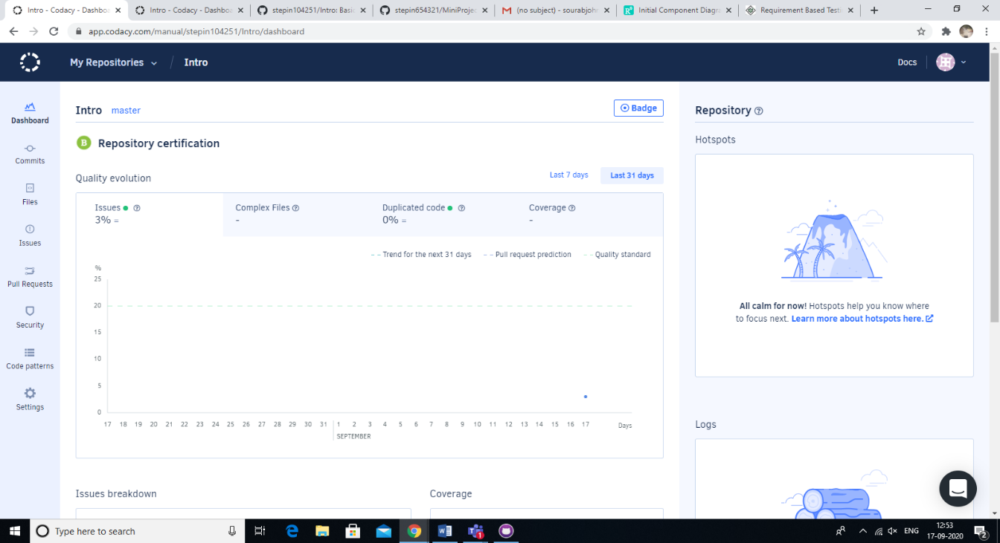 Intro - Codacy - Dashbo
Intro - Codacy - Dashbo
stepin104251/Intro: Basi
stepin654321/MiniProje
(no subject) - sourabjohn
Initial Component Diagra
Requirement Based Testi
app.codacy.com/manual/stepin104251/Intro/dashboard
My Repositories / Intro
Docs
Dashboard
Commits
Files
Issues
Pull Requests
Security
Code patterns
Settings
Intro master
Badge
B Repository certification
Quality evolution
Last 7 days
Last 31 days
Issues
3% =
Complex Files
-
Duplicated code
0% =
Coverage
-
Trend for the next 31 days
Pull request prediction
Quality standard
%
25
20
15
10
5
0
17 18 19 20 21 22 23 24 25 26 27 28 29 30 31 1 2 3 4 5 6 7 8 9 10 11 12 13 14 15 16 17 Days
SEPTEMBER
Issues breakdown
Coverage
Repository
Hotspots
All calm for now! Hotspots help you know where
to focus next. Learn more about hotspots here.
Logs
Type here to search
1
ENG
12:53
17-09-2020
2